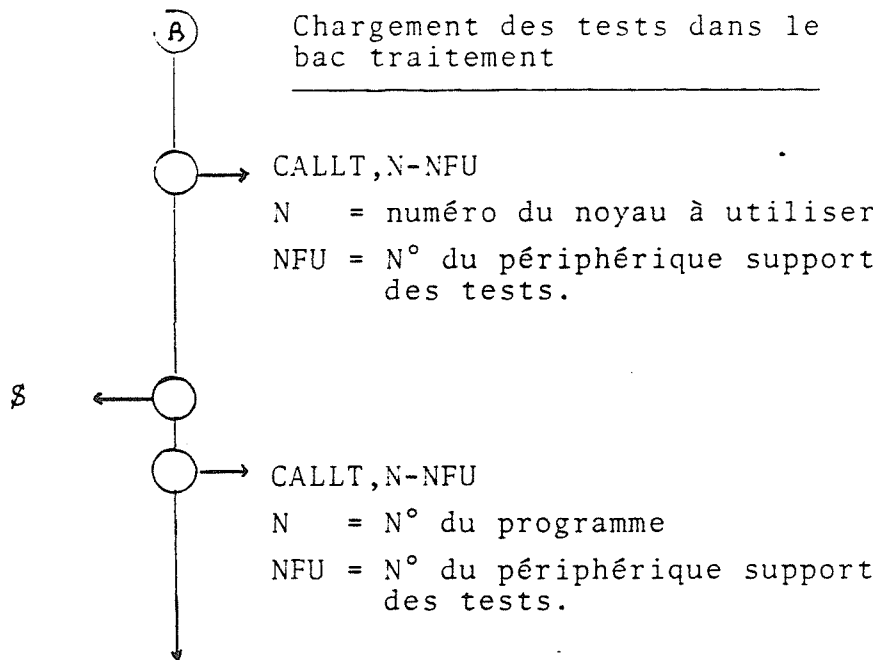 A
Chargement des tests dans le
bac traitement
CALLT,N-NFU
N = numéro du noyau à utiliser
NFU = N° du périphérique support
des tests.
$
CALLT,N-NFU
N = N° du programme
NFU = N° du périphérique support
des tests.